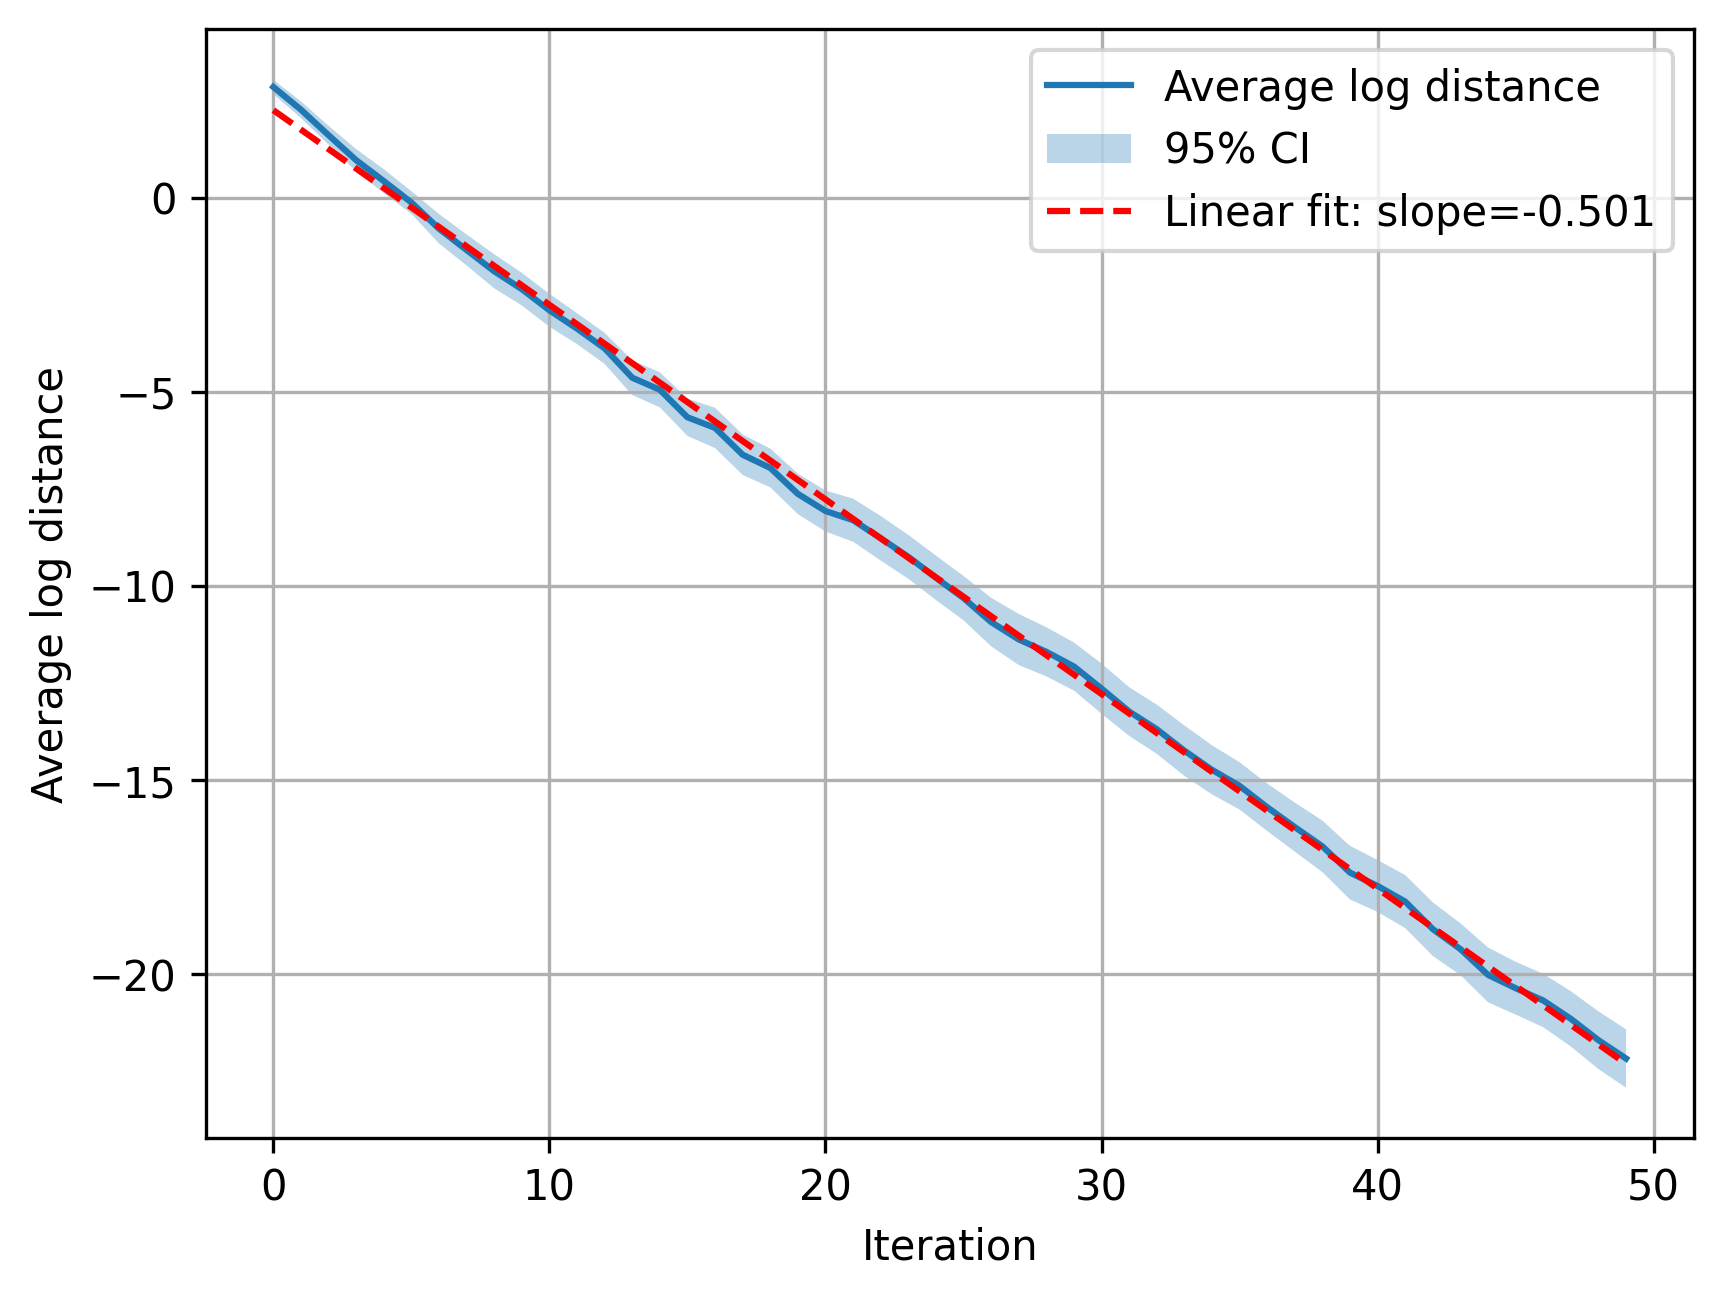 Average log distance
95% CI
Linear fit: slope=-0.501
0
−5
−10
−15
−20
Average log distance
0 10 20 30 40 50
Iteration